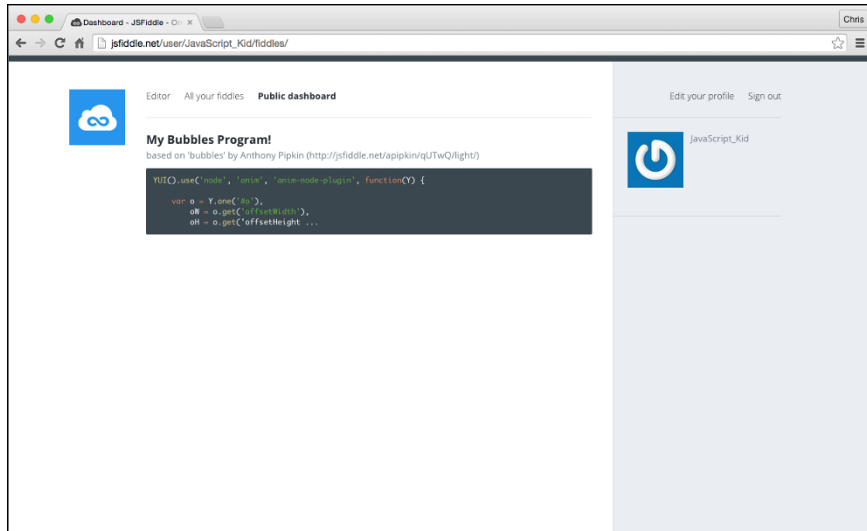 Dashboard - JSFiddle - On
Chris
jsfiddle.net/user/JavaScript_Kid/fiddles/
Editor All your fiddles Public dashboard
Edit your profile Sign out
My Bubbles Program!
based on 'bubbles' by Anthony Pipkin (http://jsfiddle.net/apipkin/qUTwQ/light/)
JavaScript_Kid
YUI().use('node', 'anim', 'anim-node-plugin', function(Y) {
var o = Y.one('#o'),
oW = o.get('offsetWidth'),
oH = o.get('offsetHeight ...